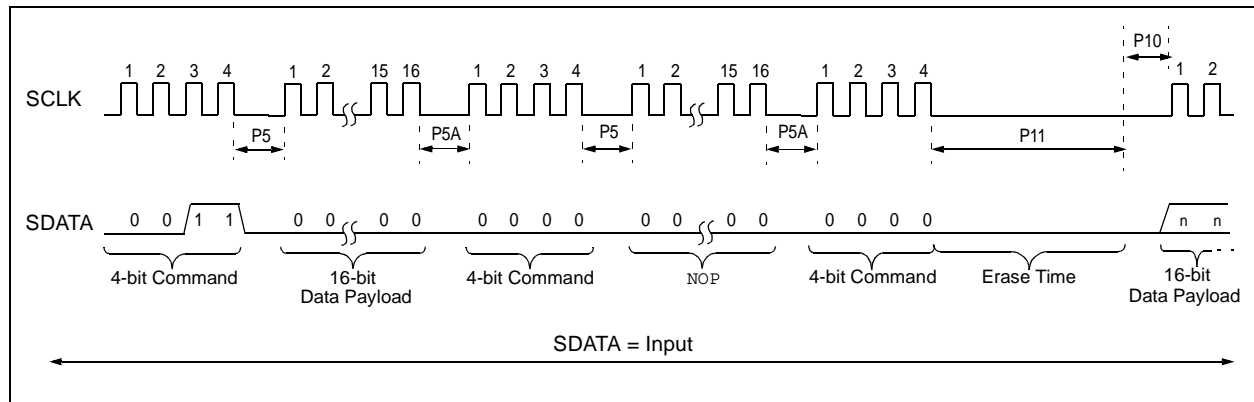 P10
1 2 3 4 1 2 15 16 1 2 3 4 1 2 15 16 1 2 3 4 1 2
SCLK
P5 P5A P5 P5A P11
SDATA 0 0 1 1 0 0 0 0 0 0 0 0 0 0 0 0 0 0 0 0 n n
4-bit Command 16-bit Data Payload 4-bit Command NOP 4-bit Command Erase Time 16-bit Data Payload
SDATA = Input